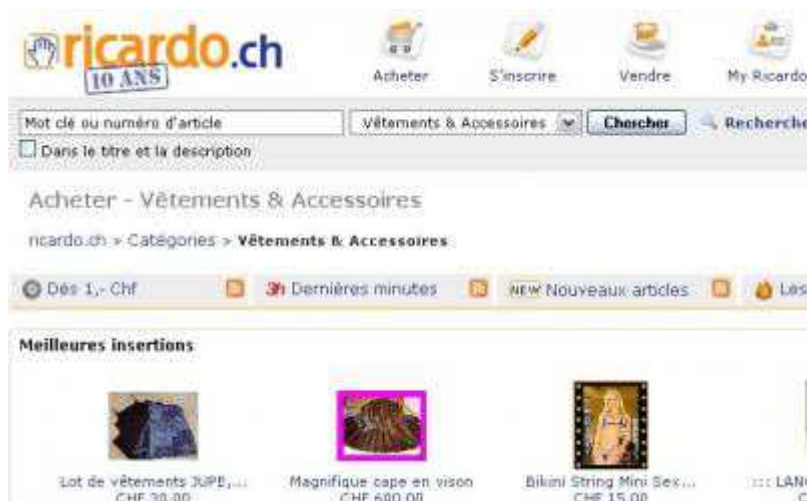 ricardo.ch
10 ANS
Acheter S'inscrire Vendre My Ricardo
Mot clé ou numéro d'article Vêtements & Accessoires Chercher Recherche
Dans le titre et la description
Acheter - Vêtements & Accessoires
ricardo.ch > Catégories > Vêtements & Accessoires
Dès 1,- Chf 3h Dernières minutes NEW Nouveaux articles Les
Meilleures insertions
Lot de vêtements JUPE,... Magnifique cape en vison Bikini String Mini Sex... ::: LAN
CHF 30.00 CHF 600.00 CHF 15.00